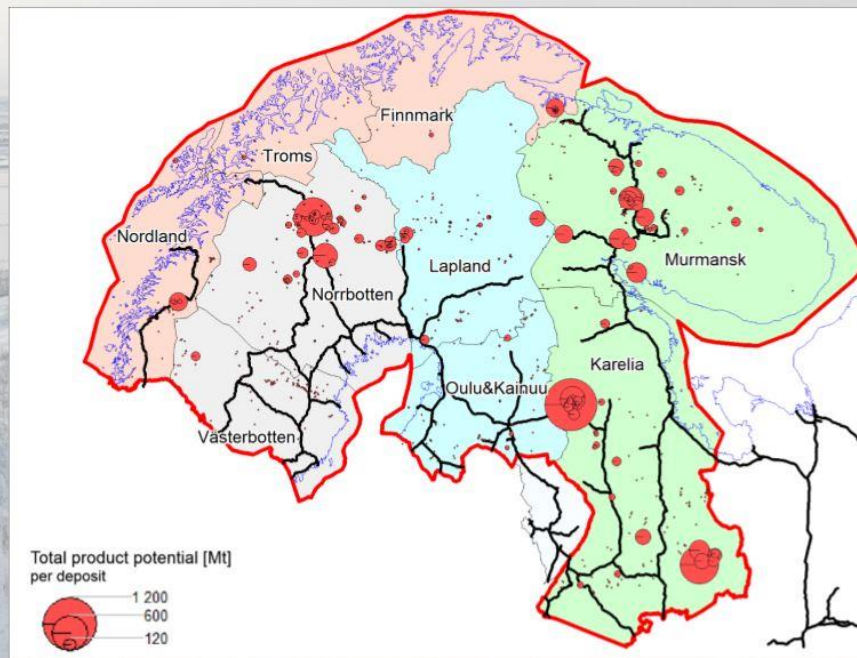 Finnmark
Troms
Nordland
Murmansk
Lapland
Norrbotten
Karelia
Oulu&Kainuu
Västerbotten
Total product potential [Mt]
per deposit
1 200
600
120